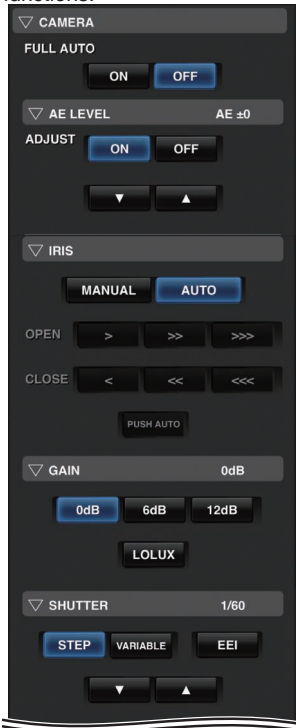 functions.
▽ CAMERA
FULL AUTO
ON OFF
▽ AE LEVEL AE ±0
ADJUST ON OFF
▼ ▲
▽ IRIS
MANUAL AUTO
OPEN > >> >>>
CLOSE < << <<<
PUSH AUTO
▽ GAIN 0dB
0dB 6dB 12dB
LOLUX
▽ SHUTTER 1/60
STEP VARIABLE EEI
▼ ▲